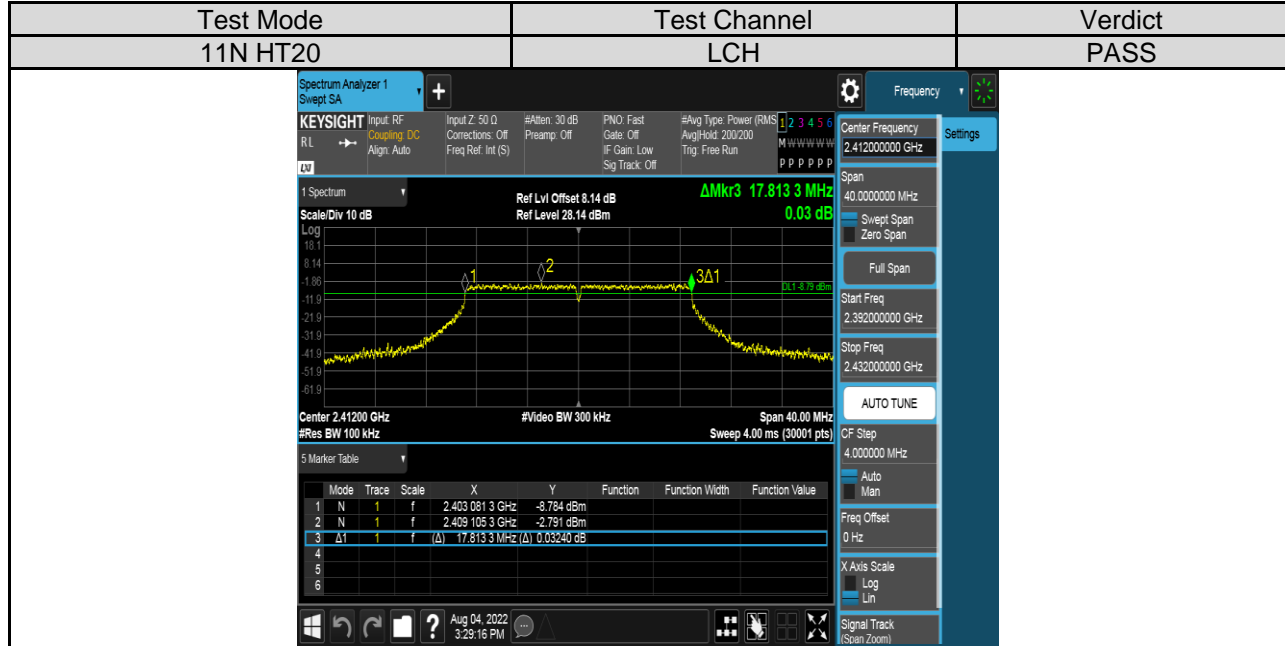 Test Mode Test Channel Verdict
11N HT20 LCH PASS
Spectrum Analyzer 1
Swept SA
+
Frequency
KEYSIGHT
RL
LXI
Input: RF
Coupling: DC
Align: Auto
Input Z: 50 Ω
Corrections: Off
Freq Ref: Int (S)
#Atten: 30 dB
Preamp: Off
PNO: Fast
Gate: Off
IF Gain: Low
Sig Track: Off
#Avg Type: Power (RMS
Avg|Hold: 200/200
Trig: Free Run
1 2 3 4 5 6
M W W W W W
P P P P P P
Center Frequency
2.412000000 GHz
Settings
Span
40.0000000 MHz
Swept Span
Zero Span
Full Span
Start Freq
2.392000000 GHz
Stop Freq
2.432000000 GHz
AUTO TUNE
CF Step
4.000000 MHz
Auto
Man
Freq Offset
0 Hz
X Axis Scale
Log
Lin
Signal Track
(Span Zoom)
1 Spectrum
Scale/Div 10 dB
Ref Lvl Offset 8.14 dB
Ref Level 28.14 dBm
ΔMkr3 17.813 3 MHz
0.03 dB
Log
18.1
8.14
-1.86
-11.9
-21.9
-31.9
-41.9
-51.9
-61.9
1
2
3Δ1
DL1 -8.79 dBm
Center 2.41200 GHz #Video BW 300 kHz Span 40.00 MHz
#Res BW 100 kHz Sweep 4.00 ms (30001 pts)
5 Marker Table
Mode Trace Scale X Y Function Function Width Function Value
1 N 1 f 2.403 081 3 GHz -8.784 dBm
2 N 1 f 2.409 105 3 GHz -2.791 dBm
3 Δ1 1 f (Δ) 17.813 3 MHz (Δ) 0.03240 dB
4
5
6
?
Aug 04, 2022
3:29:16 PM